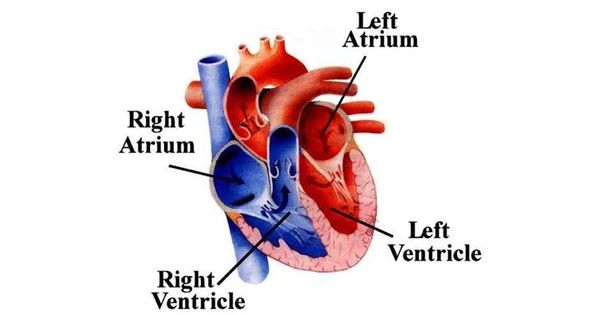 Left
Atrium
Right
Atrium
Left
Ventricle
Right
Ventricle